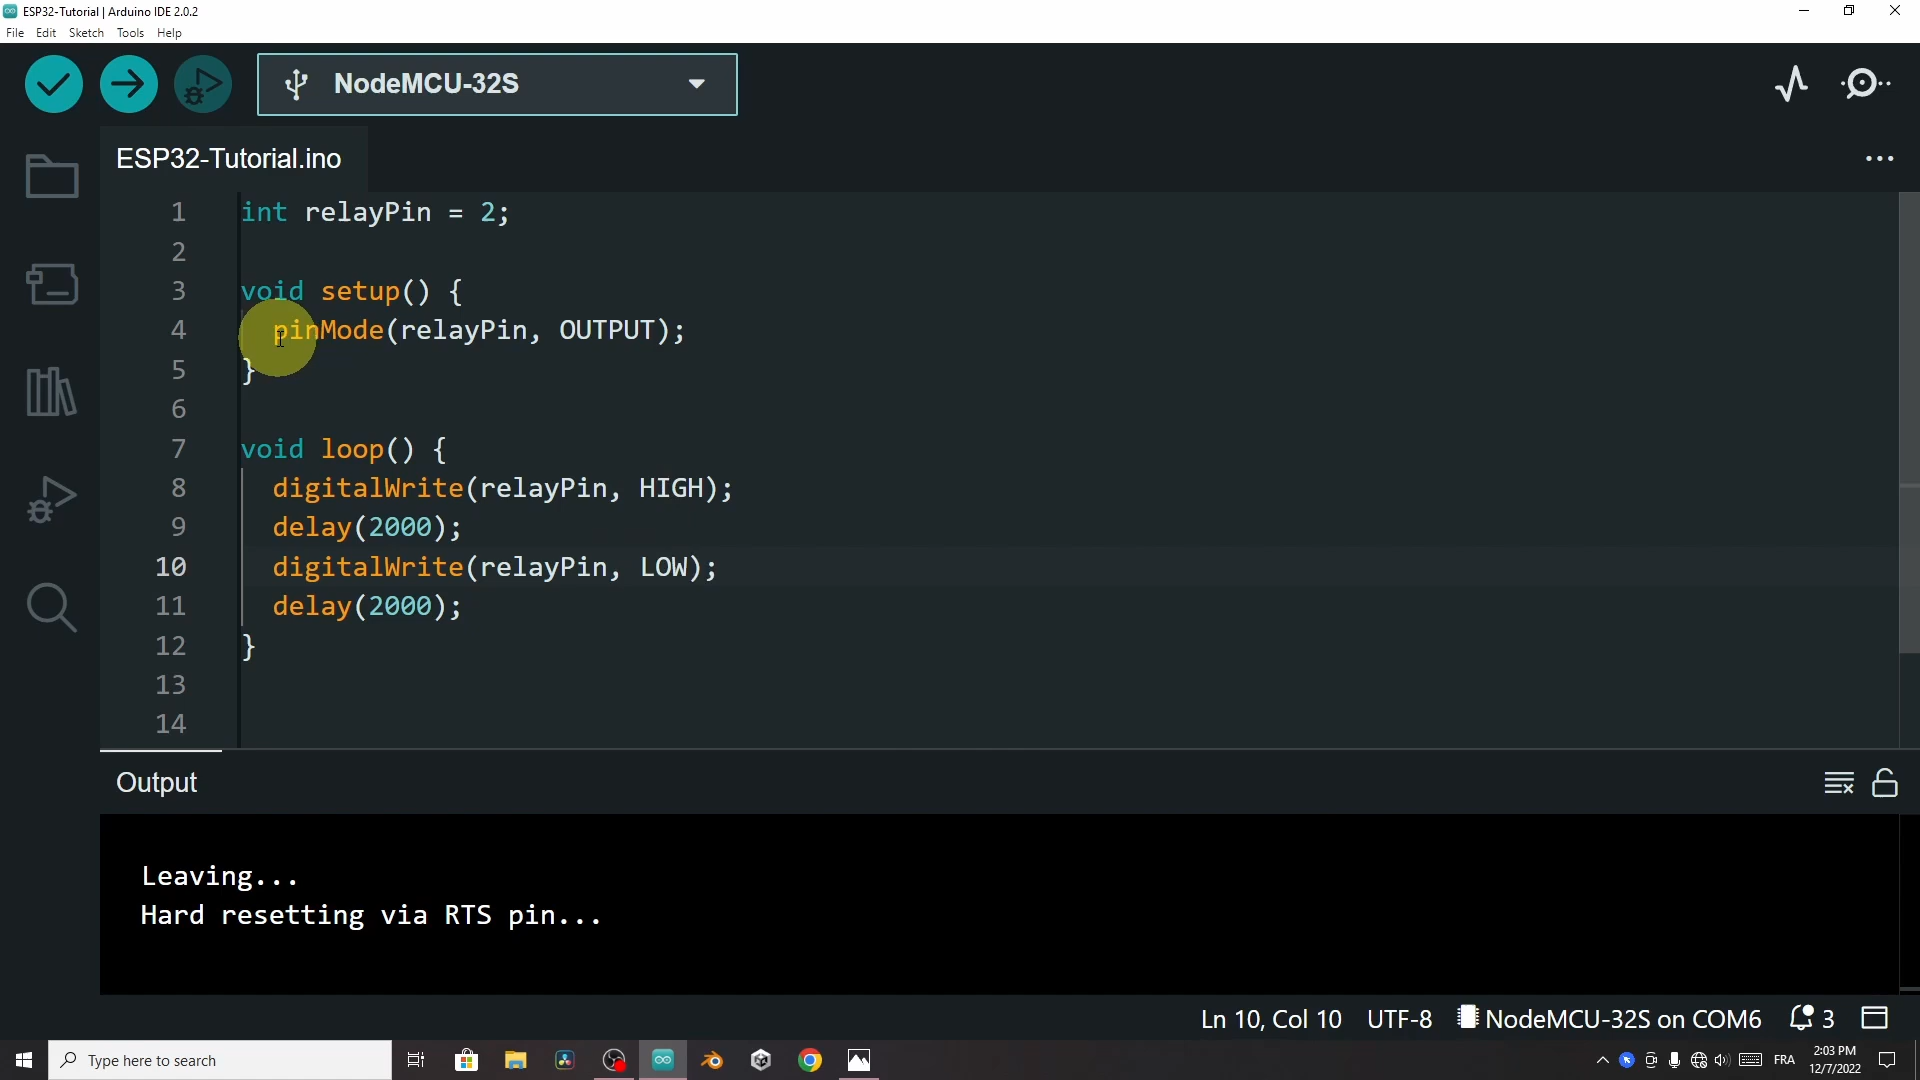 ESP32-Tutorial | Arduino IDE 2.0.2
File Edit Sketch Tools Help
NodeMCU-32S
ESP32-Tutorial.ino
1 int relayPin = 2;
2
3 void setup() {
4 pinMode(relayPin, OUTPUT);
5 }
6
7 void loop() {
8 digitalWrite(relayPin, HIGH);
9 delay(2000);
10 digitalWrite(relayPin, LOW);
11 delay(2000);
12 }
13
14
Output
Leaving...
Hard resetting via RTS pin...
Ln 10, Col 10 UTF-8 NodeMCU-32S on COM6 3
Type here to search
FRA
2:03 PM
12/7/2022